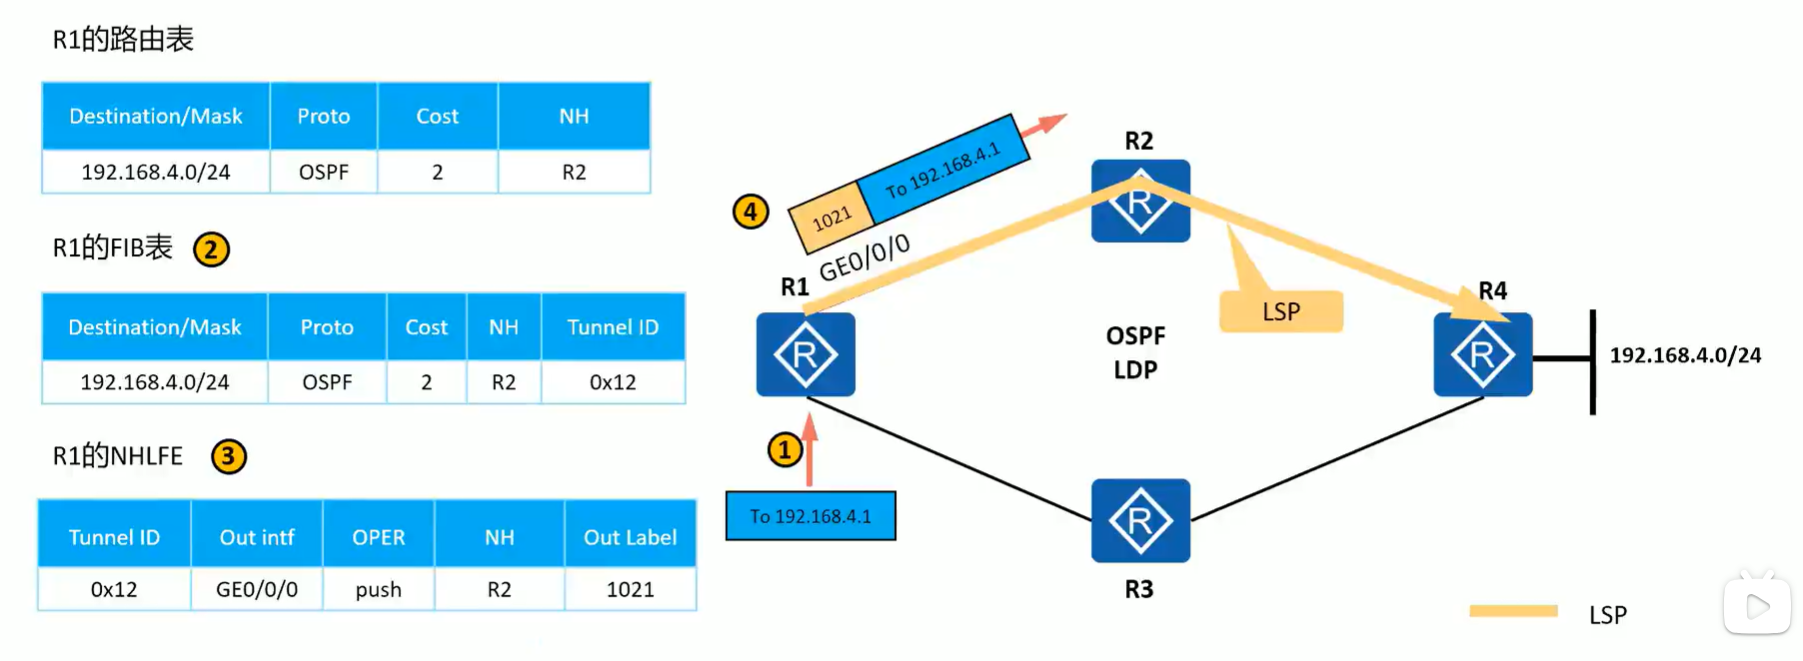 R1的路由表
Destination/Mask Proto Cost NH
192.168.4.0/24 OSPF 2 R2
R1的FIB表 2
Destination/Mask Proto Cost NH Tunnel ID
192.168.4.0/24 OSPF 2 R2 0x12
R1的NHLFE 3
Tunnel ID Out intf OPER NH Out Label
0x12 GE0/0/0 push R2 1021
4
1021 To 192.168.4.1
GE0/0/0
R1
R
R2
R
LSP
R4
R
192.168.4.0/24
OSPF
LDP
1
To 192.168.4.1
R
R3
LSP